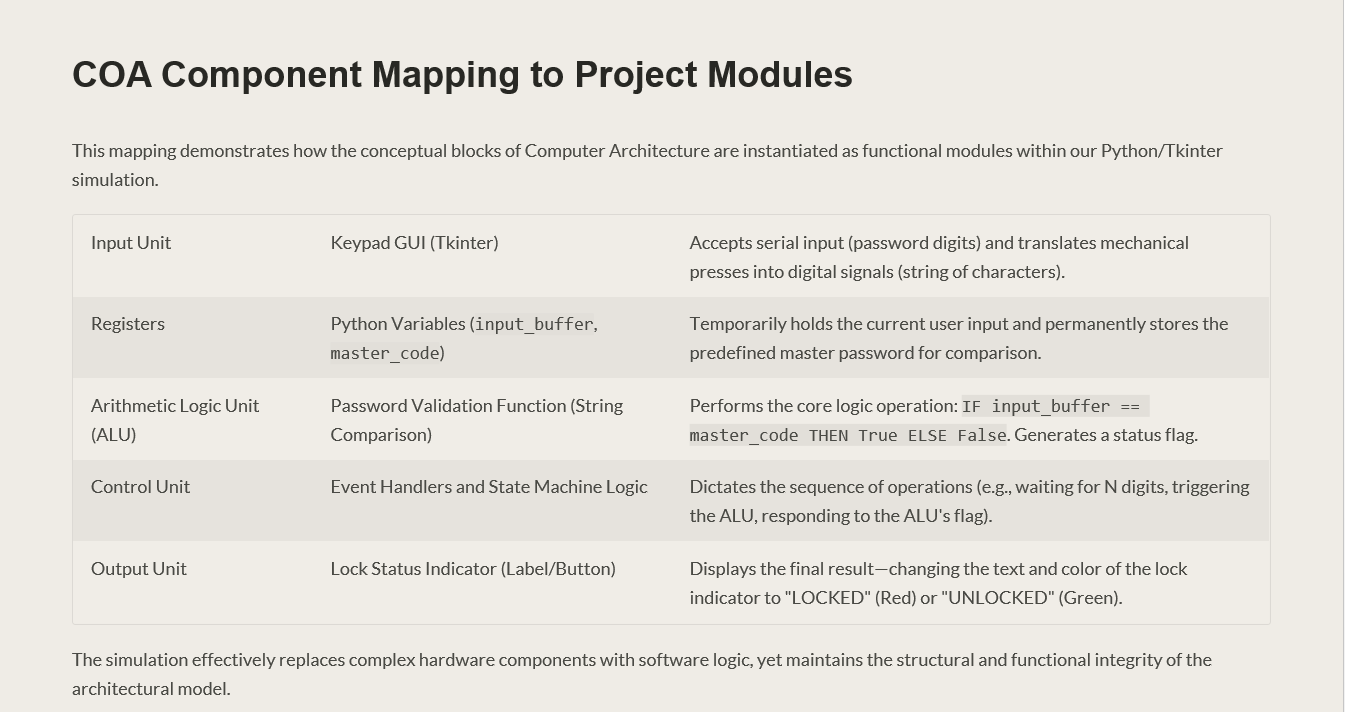 COA Component Mapping to Project Modules
This mapping demonstrates how the conceptual blocks of Computer Architecture are instantiated as functional modules within our Python/Tkinter
simulation.
Input Unit
Keypad GUI (Tkinter)
Accepts serial input (password digits) and translates mechanical
presses into digital signals (string of characters).
Registers
Python Variables (input_buffer,
master_code)
Temporarily holds the current user input and permanently stores the
predefined master password for comparison.
Arithmetic Logic Unit
(ALU)
Password Validation Function (String
Comparison)
Performs the core logic operation: IF input_buffer ==
master_code THEN True ELSE False. Generates a status flag.
Control Unit
Event Handlers and State Machine Logic
Dictates the sequence of operations (e.g., waiting for N digits, triggering
the ALU, responding to the ALU's flag).
Output Unit
Lock Status Indicator (Label/Button)
Displays the final result—changing the text and color of the lock
indicator to "LOCKED" (Red) or "UNLOCKED" (Green).
The simulation effectively replaces complex hardware components with software logic, yet maintains the structural and functional integrity of the
architectural model.